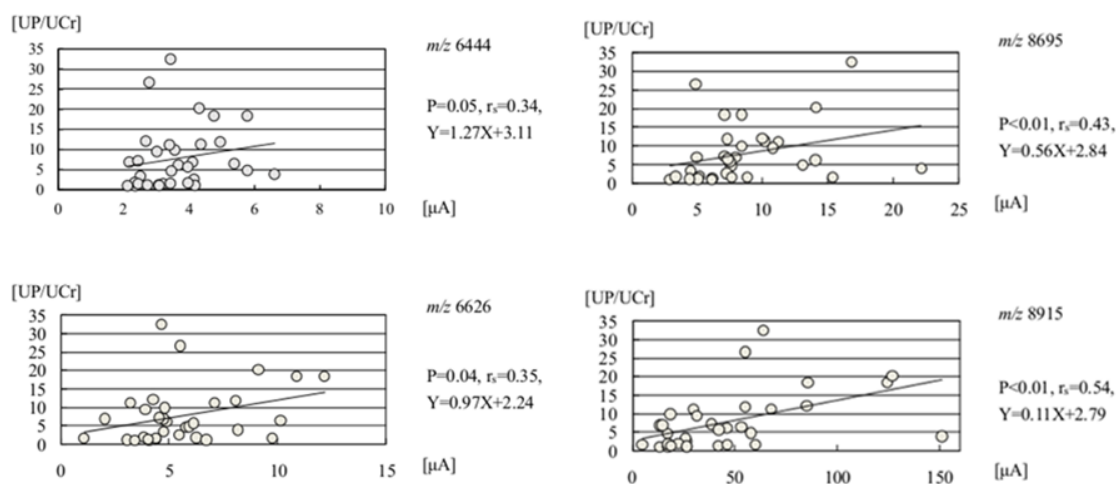 [UP/UCr]
35
30
25
20
15
10
5
0
0 2 4 6 8 10
[μA]
m/z 6444
P=0.05, rₛ=0.34,
Y=1.27X+3.11
[UP/UCr]
35
30
25
20
15
10
5
0
0 5 10 15 20 25
[μA]
m/z 8695
P<0.01, rₛ=0.43,
Y=0.56X+2.84
[UP/UCr]
35
30
25
20
15
10
5
0
0 5 10 15
[μA]
m/z 6626
P=0.04, rₛ=0.35,
Y=0.97X+2.24
[UP/UCr]
35
30
25
20
15
10
5
0
0 50 100 150
[μA]
m/z 8915
P<0.01, rₛ=0.54,
Y=0.11X+2.79